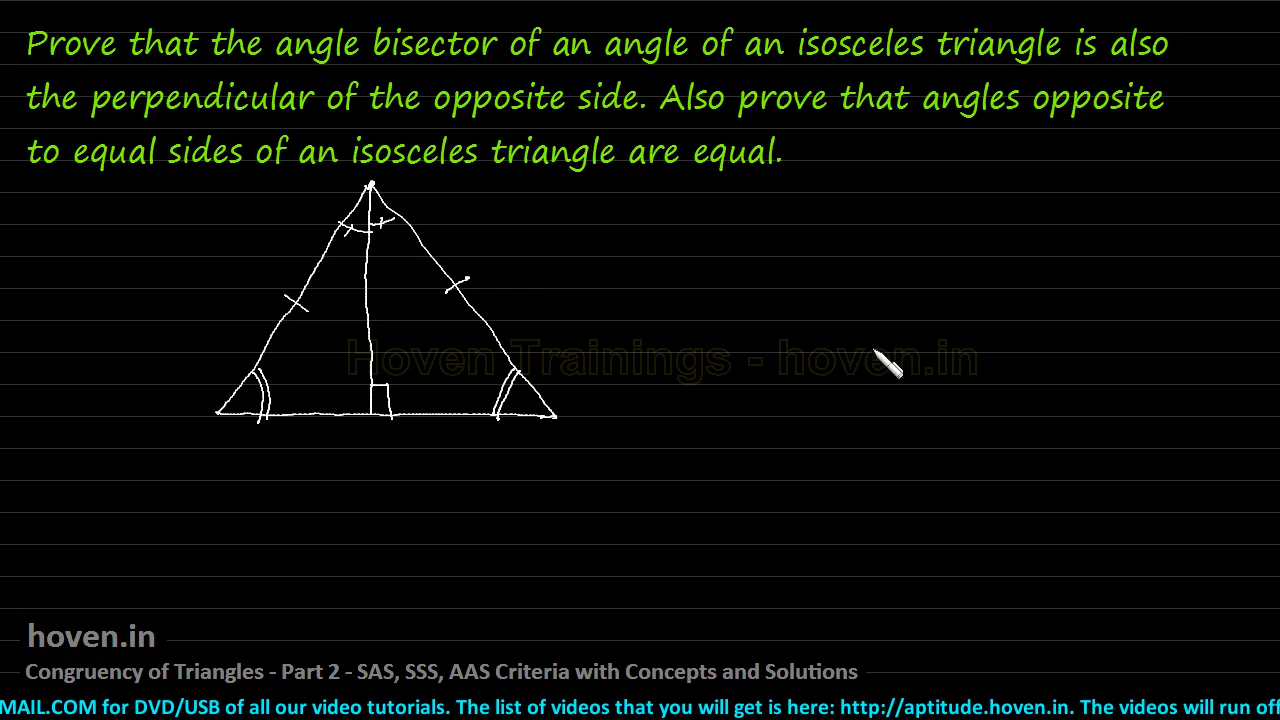 Prove that the angle bisector of an angle of an isosceles triangle is also
the perpendicular of the opposite side. Also prove that angles opposite
to equal sides of an isosceles triangle are equal.
Hoven Trainings - hoven.in
hoven.in
Congruency of Triangles - Part 2 - SAS, SSS, AAS Criteria with Concepts and Solutions
MAIL.COM for DVD/USB of all our video tutorials. The list of videos that you will get is here: http://aptitude.hoven.in. The videos will run off